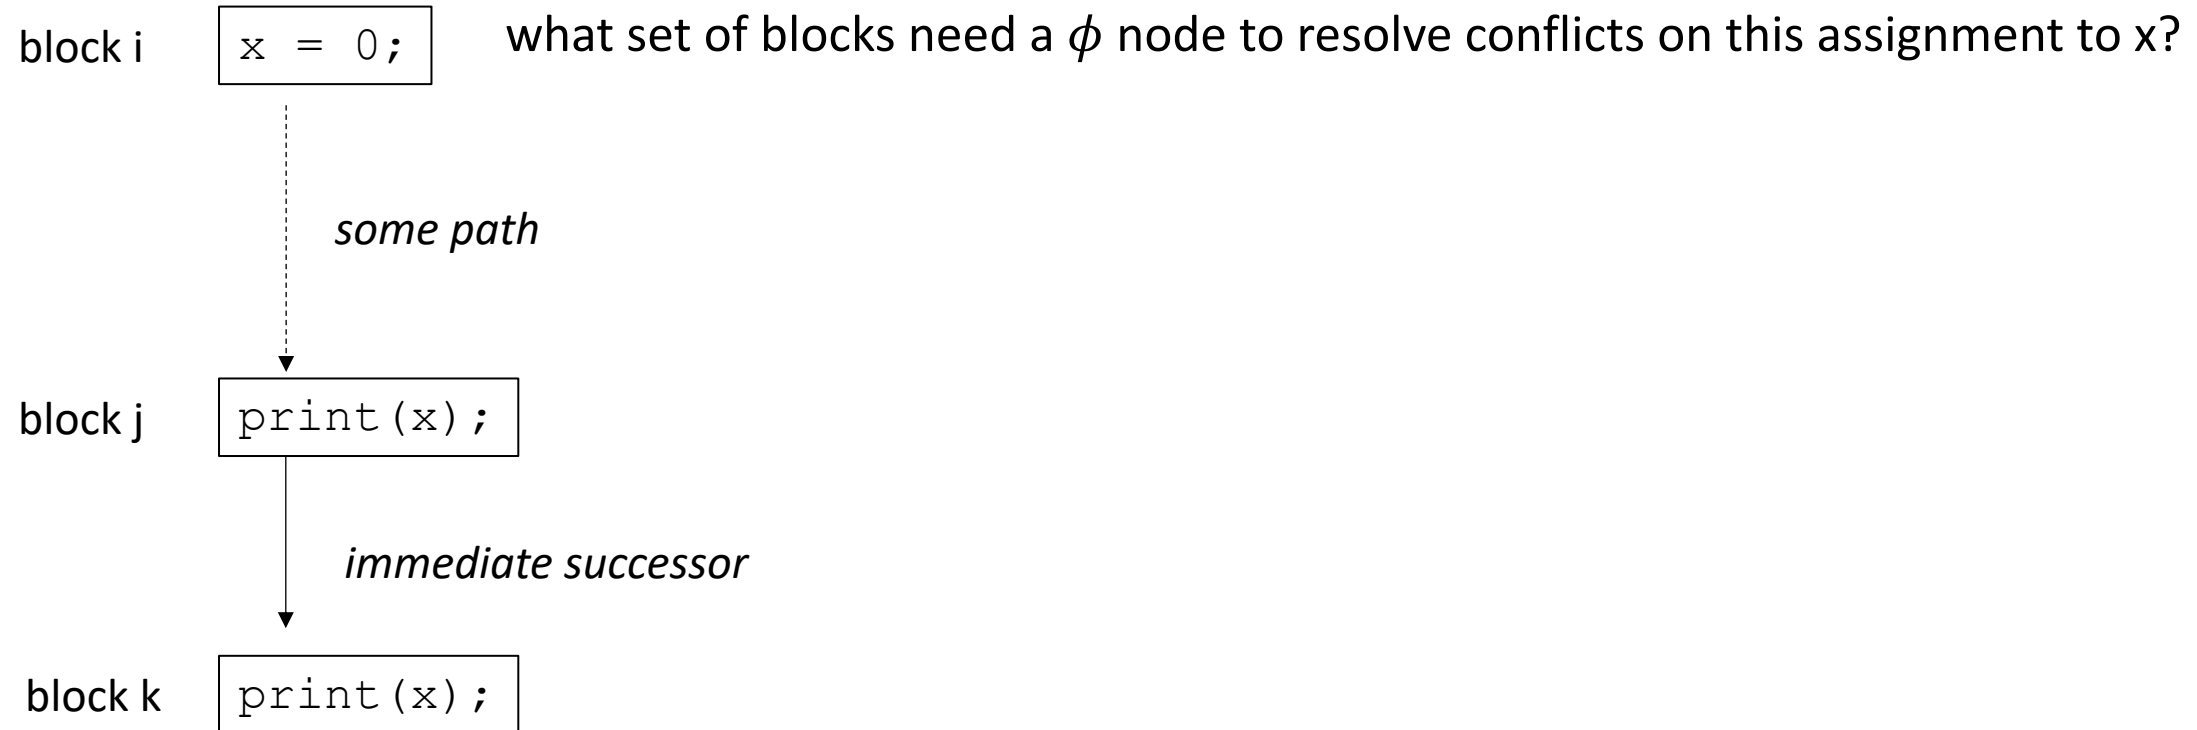 block i
x = 0;
what set of blocks need a ϕ node to resolve conflicts on this assignment to x?
some path
block j
print(x);
immediate successor
block k
print(x);